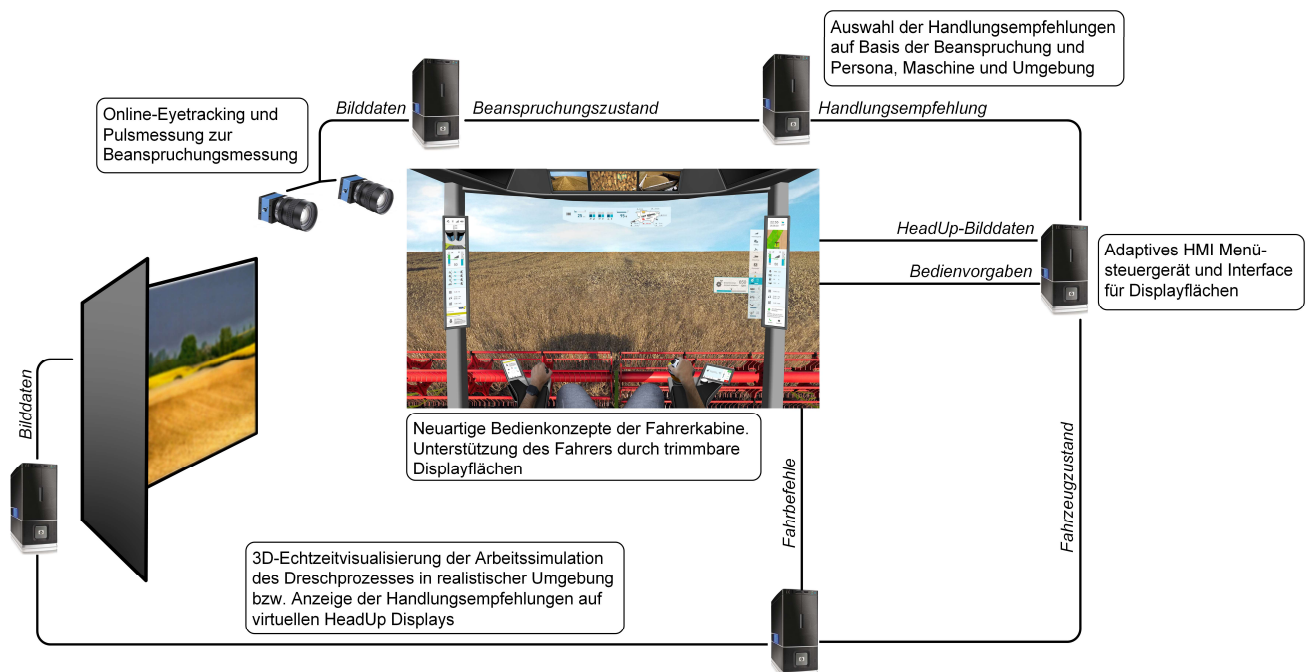 Auswahl der Handlungsempfehlungen
auf Basis der Beanspruchung und
Persona, Maschine und Umgebung
Online-Eyetracking und
Pulsmessung zur
Beanspruchungsmessung
Bilddaten
Beanspruchungszustand
Handlungsempfehlung
HeadUp-Bilddaten
Bedienvorgaben
Adaptives HMI Menü-
steuergerät und Interface
für Displayflächen
Bilddaten
Neuartige Bedienkonzepte der Fahrerkabine.
Unterstützung des Fahrers durch trimmbare
Displayflächen
Fahrbefehle
Fahrzeugzustand
3D-Echtzeitvisualisierung der Arbeitssimulation
des Dreschprozesses in realistischer Umgebung
bzw. Anzeige der Handlungsempfehlungen auf
virtuellen HeadUp Displays